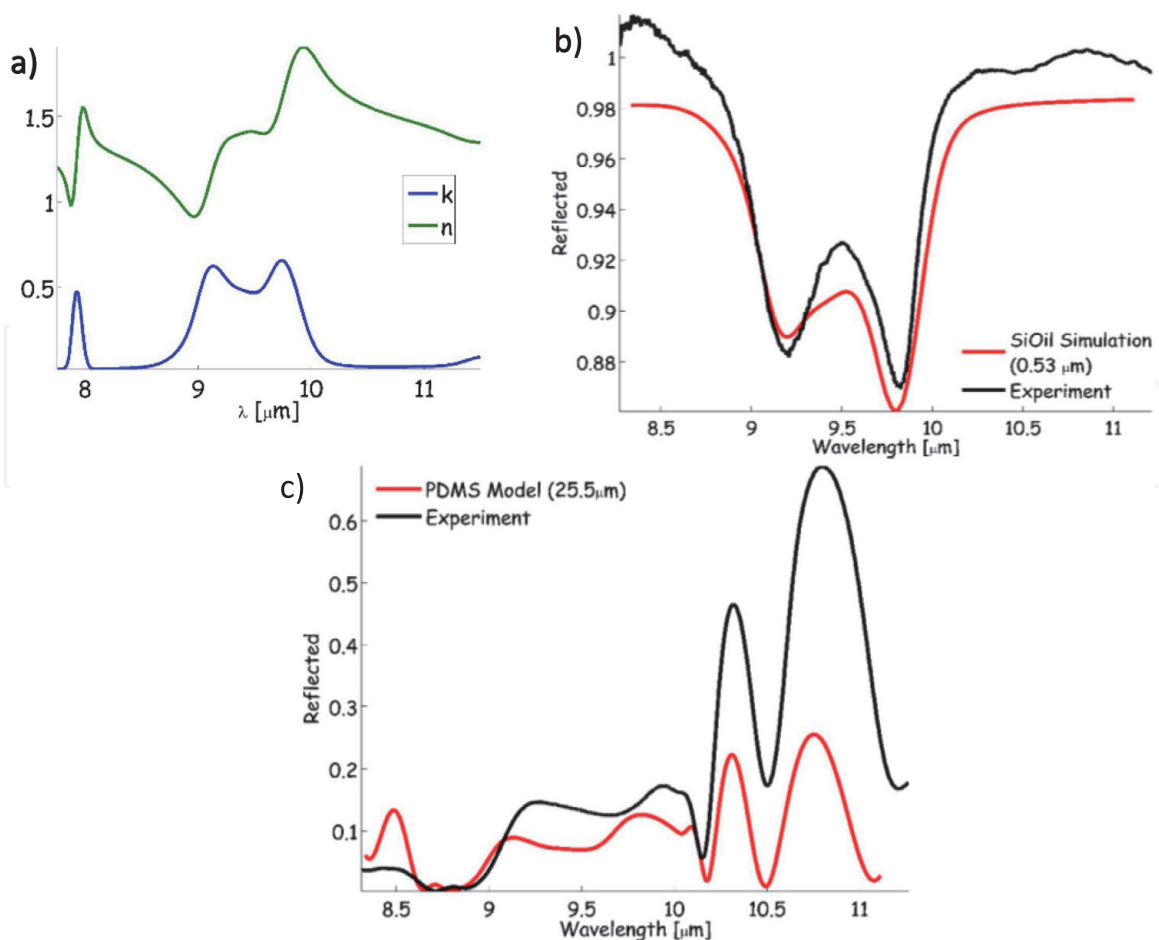 a)
1.5
1
0.5
k
n
8
9
10
11
λ [μm]
b)
1
0.98
0.96
0.94
0.92
0.9
0.88
Reflected
SiOil Simulation
(0.53 μm)
Experiment
8.5
9
9.5
10
10.5
11
Wavelength [μm]
c)
PDMS Model (25.5μm)
Experiment
0.6
0.5
0.4
0.3
0.2
0.1
Reflected
8.5
9
9.5
10
10.5
11
Wavelength [μm]